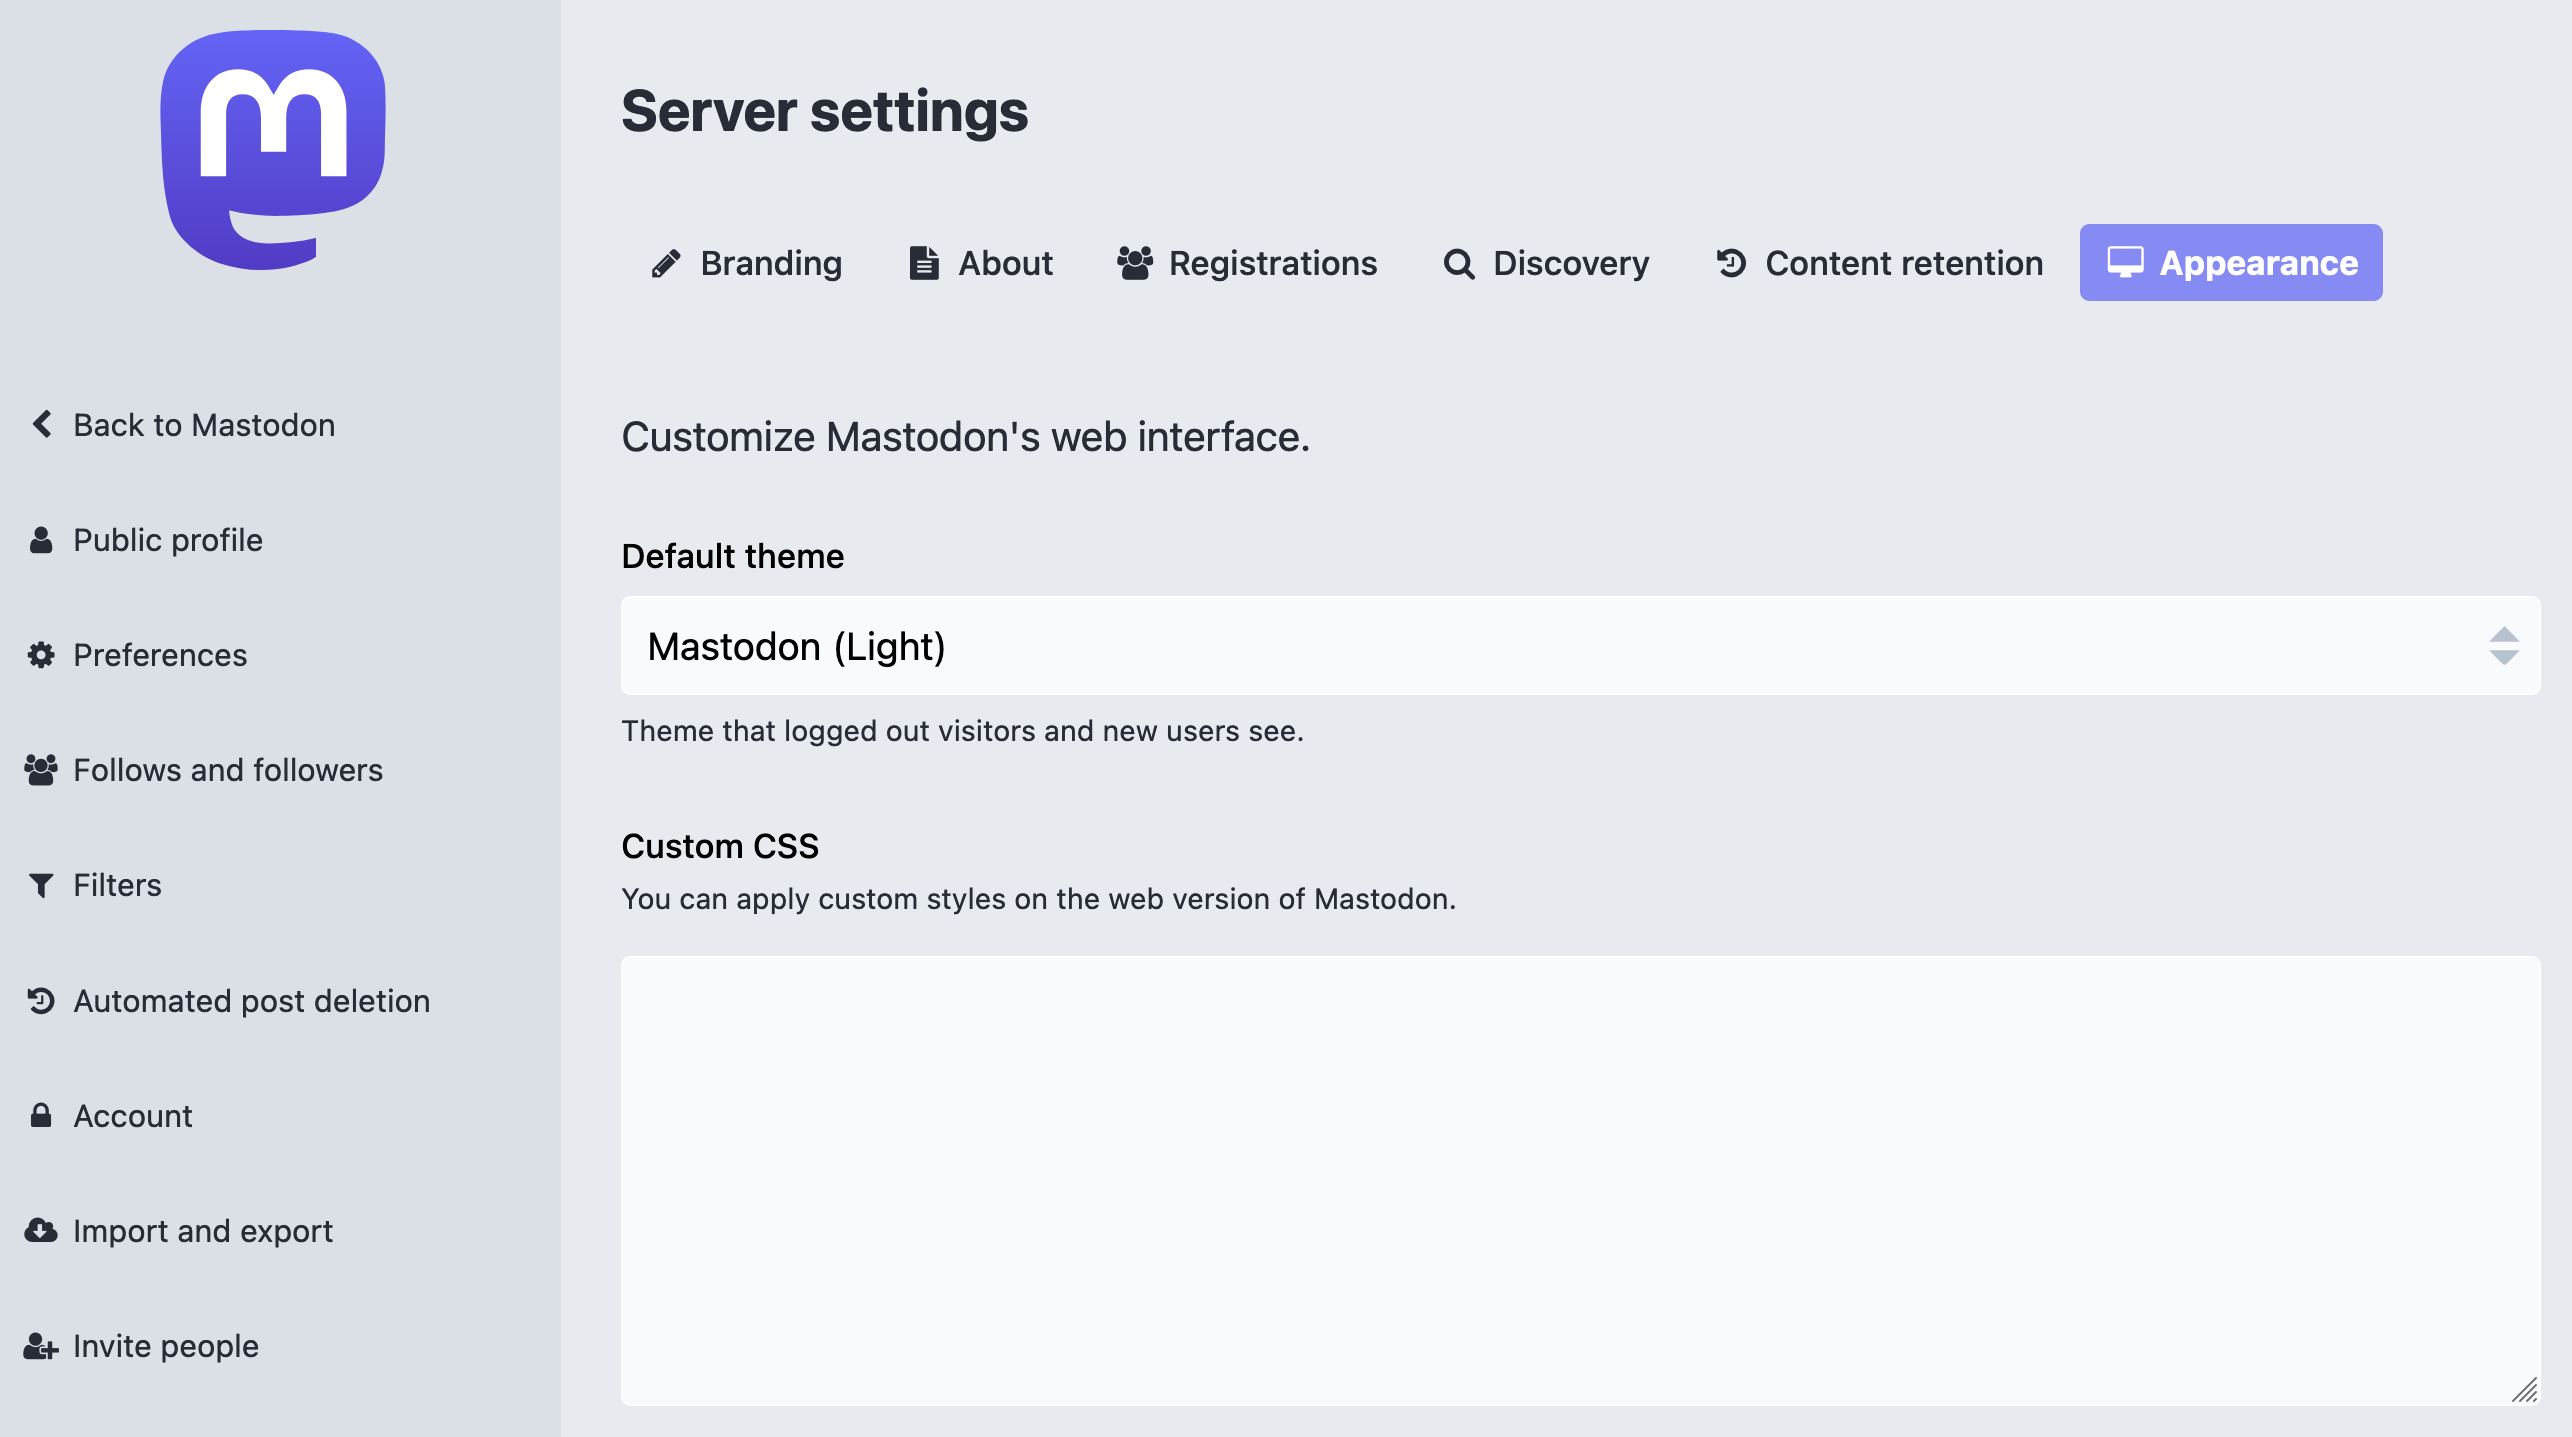 Server settings
Branding
About
Registrations
Discovery
Content retention
Appearance
Back to Mastodon
Public profile
Preferences
Follows and followers
Filters
Automated post deletion
Account
Import and export
Invite people
Customize Mastodon's web interface.
Default theme
Mastodon (Light)
Theme that logged out visitors and new users see.
Custom CSS
You can apply custom styles on the web version of Mastodon.